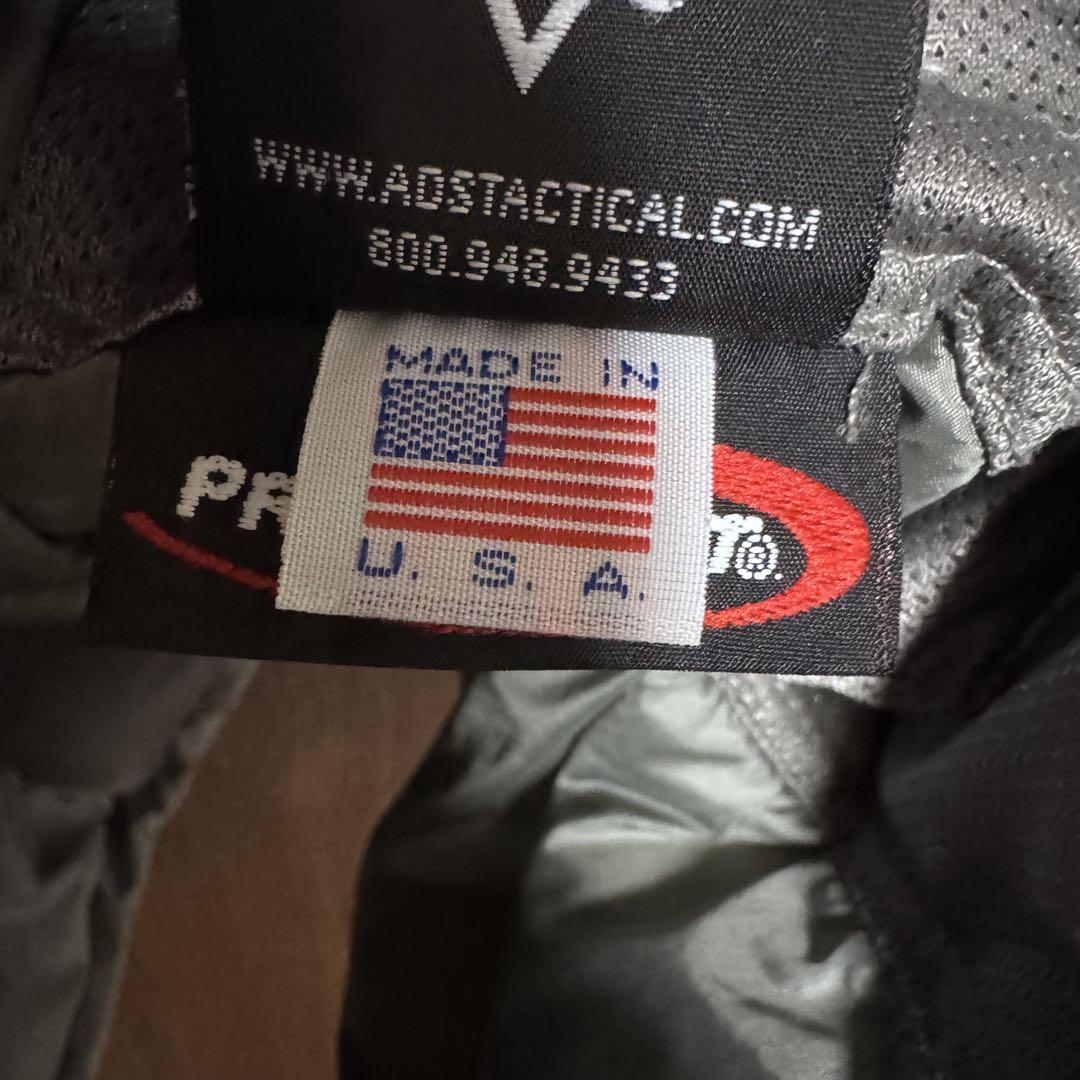 WWW.ADSTACTICAL.COM
800.948.9433
MADE IN
U. S. A.